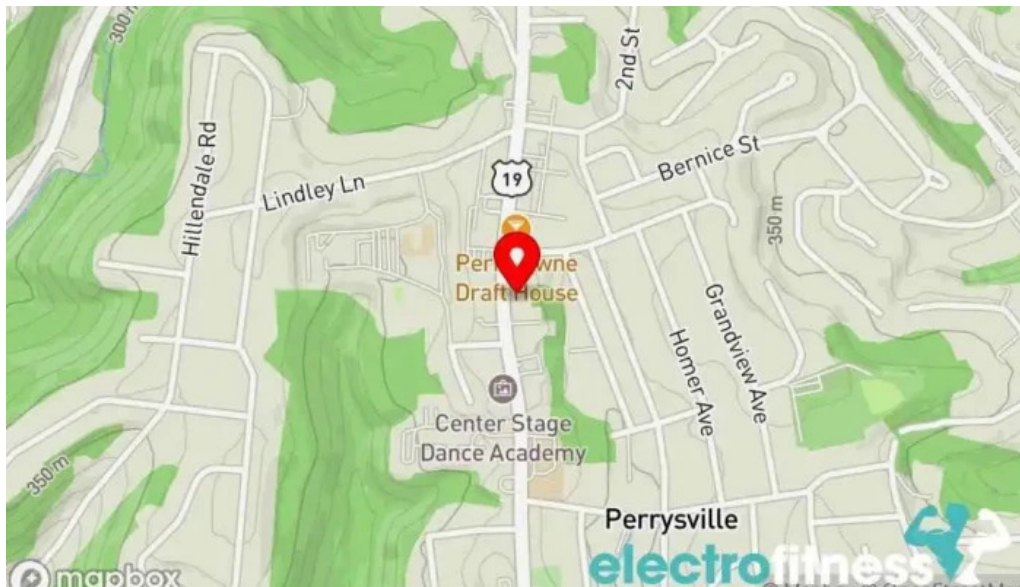 300 m
2nd St
Hillendale Rd
Lindley Ln
19
Bernice St
350 m
Draft House
Grandview Ave
Homer Ave
Center Stage
Dance Academy
350 m
Perrysville
electrofitness
mapbox